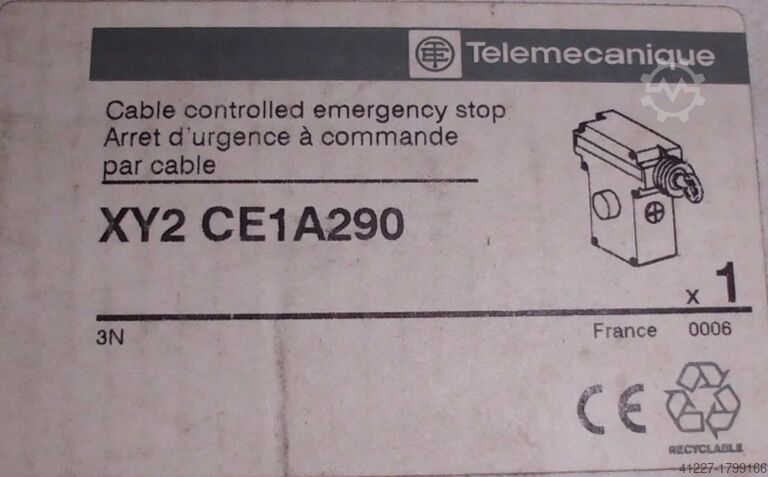 Telemecanique
Cable controlled emergency stop
Arret d'urgence à commande
par cable
XY2 CE1A290
x 1
3N
France 0006
CE
RECYCLABLE
41227-1799166